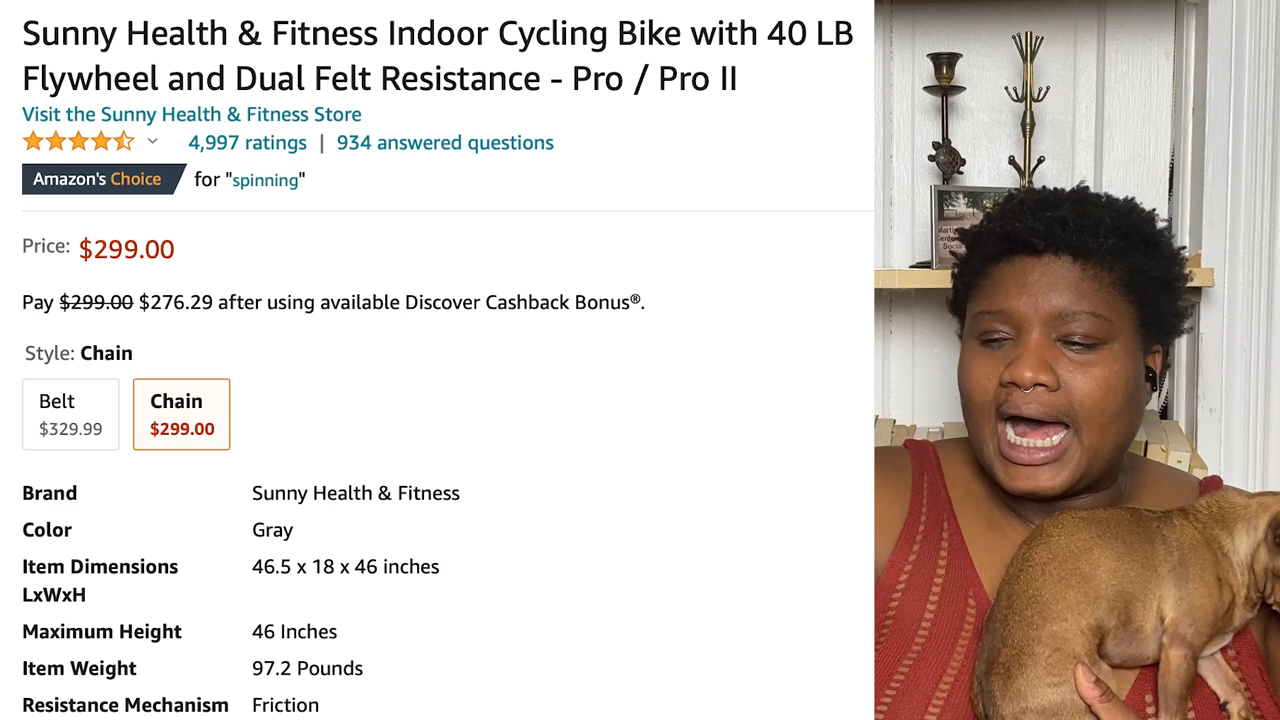 Sunny Health & Fitness Indoor Cycling Bike with 40 LB
Flywheel and Dual Felt Resistance - Pro / Pro II
Visit the Sunny Health & Fitness Store
4,997 ratings | 934 answered questions
Amazon's Choice for "spinning"
Price: $299.00
Pay $299.00 $276.29 after using available Discover Cashback Bonus®.
Style: Chain
Belt
$329.99
Chain
$299.00
Brand Sunny Health & Fitness
Color Gray
Item Dimensions 46.5 x 18 x 46 inches
LxWxH
Maximum Height 46 Inches
Item Weight 97.2 Pounds
Resistance Mechanism Friction